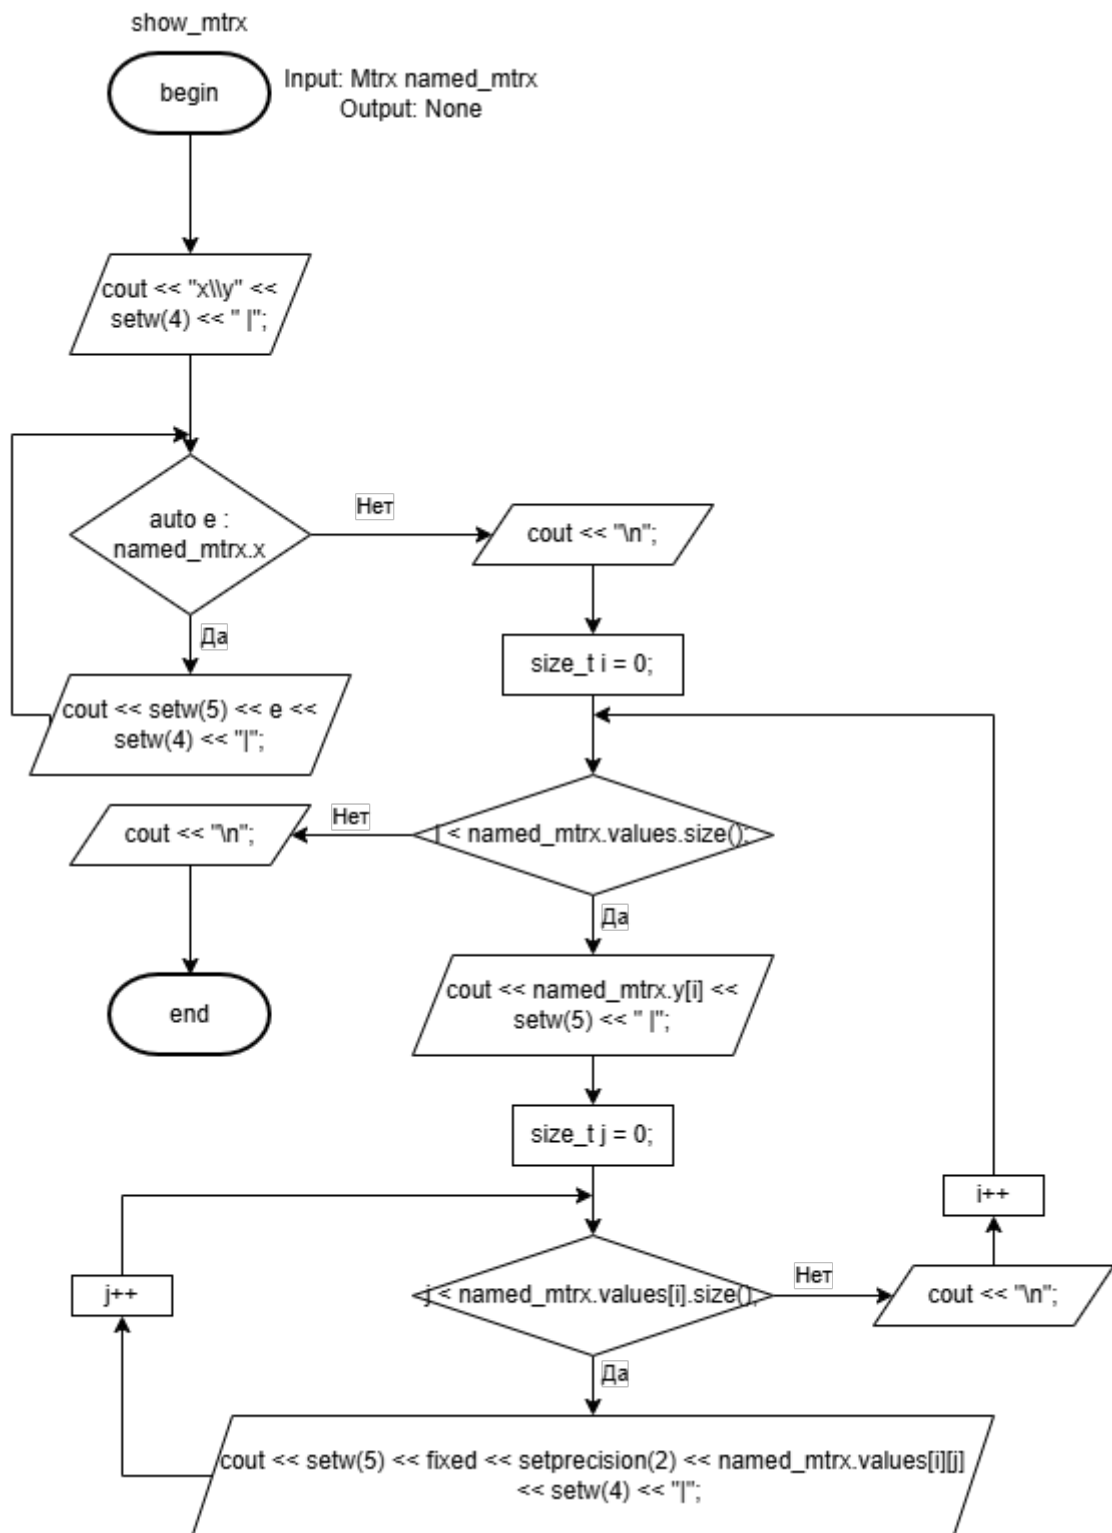 show_mtrx
begin
Input: Mtrx named_mtrx
Output: None
cout << "x\\y" <<
setw(4) << " |";
auto e :
named_mtrx.x
Нет
cout << "\n";
Да
size_t i = 0;
cout << setw(5) << e <<
setw(4) << "|";
cout << "\n";
Нет
i < named_mtrx.values.size();
Да
end
cout << named_mtrx.y[i] <<
setw(5) << " |";
size_t j = 0;
i++
j++
j < named_mtrx.values[i].size();
Нет
cout << "\n";
Да
cout << setw(5) << fixed << setprecision(2) << named_mtrx.values[i][j]
<< setw(4) << "|";